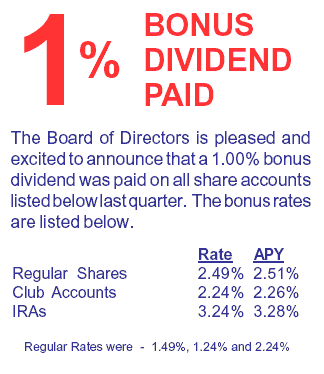 1% BONUS
DIVIDEND
PAID
The Board of Directors is pleased and
excited to announce that a 1.00% bonus
dividend was paid on all share accounts
listed below last quarter. The bonus rates
are listed below.
Rate APY
Regular Shares 2.49% 2.51%
Club Accounts 2.24% 2.26%
IRAs 3.24% 3.28%
Regular Rates were - 1.49%, 1.24% and 2.24%